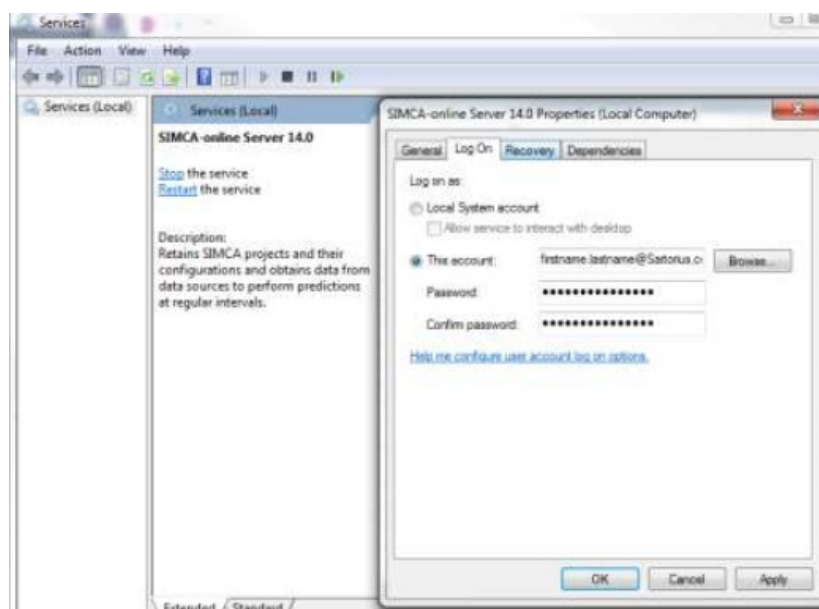 Services
File Action View Help
Services (Local)
Services (Local)
SIMCA-online Server 14.0
Stop the service
Restart the service
Description:
Retains SIMCA projects and their
configurations and obtains data from
data sources to perform predictions
at regular intervals.
Extended Standard
SIMCA-online Server 14.0 Properties (Local Computer)
General Log On Recovery Dependencies
Log on as:
Local System account
Allow service to interact with desktop
This account: firstname.lastname@Sartorius.c Browse...
Password:
Confirm password:
Help me configure user account log on options.
OK Cancel Apply